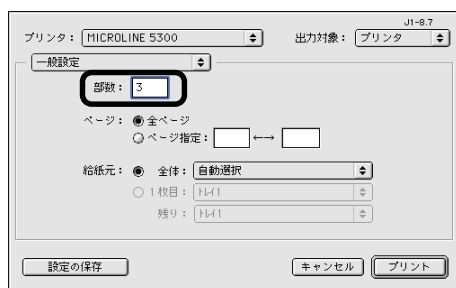 J1-8.7
プリンタ： MICROLINE 5300 出力対象： プリンタ
一般設定
部数： 3
ページ： 全ページ
ページ指定： ←→
給紙元： 全体： 自動選択
1枚目： トレイ1
残り： トレイ1
設定の保存 キャンセル プリント